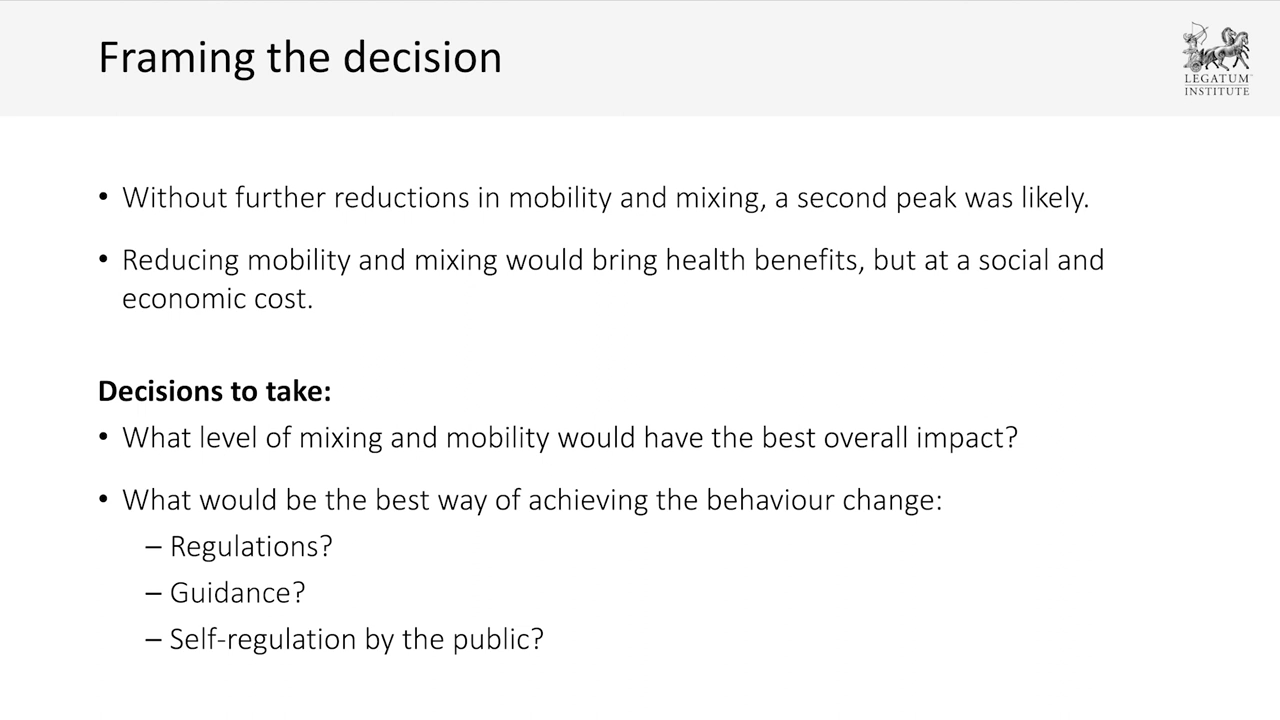 Framing the decision
LEGATUM
INSTITUTE
• Without further reductions in mobility and mixing, a second peak was likely.
• Reducing mobility and mixing would bring health benefits, but at a social and
economic cost.
Decisions to take:
• What level of mixing and mobility would have the best overall impact?
• What would be the best way of achieving the behaviour change:
– Regulations?
– Guidance?
– Self-regulation by the public?